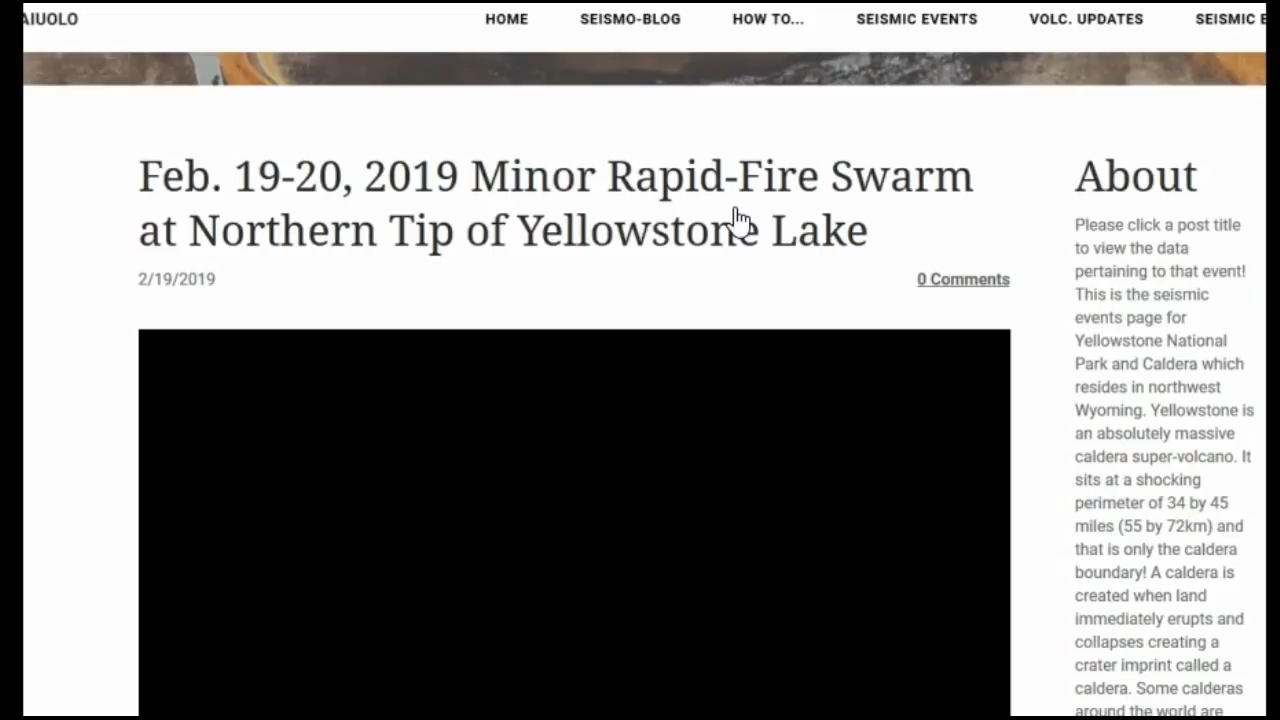 AIUOLO
HOME SEISMO-BLOG HOW TO... SEISMIC EVENTS VOLC. UPDATES SEISMIC
Feb. 19-20, 2019 Minor Rapid-Fire Swarm
at Northern Tip of Yellowstone Lake
2/19/2019
0 Comments
About
Please click a post title
to view the data
pertaining to that event!
This is the seismic
events page for
Yellowstone National
Park and Caldera which
resides in northwest
Wyoming. Yellowstone is
an absolutely massive
caldera super-volcano. It
sits at a shocking
perimeter of 34 by 45
miles (55 by 72km) and
that is only the caldera
boundary! A caldera is
created when land
immediately erupts and
collapses creating a
crater imprint called a
caldera. Some calderas
around the world are